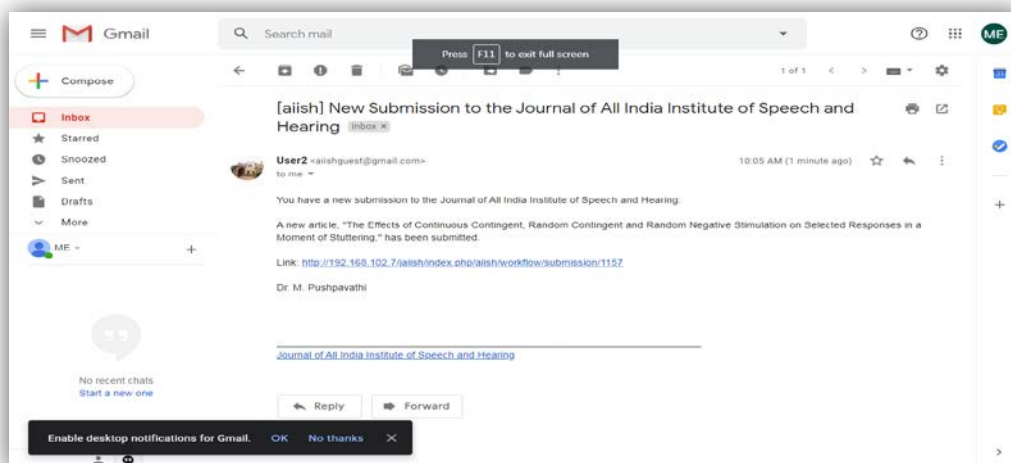 Gmail
Search mail
ME
Press F11 to exit full screen
Compose
1 of 1
Inbox
Starred
Snoozed
Sent
Drafts
More
ME
No recent chats
Start a new one
[aiish] New Submission to the Journal of All India Institute of Speech and
Hearing Inbox x
User2 <aiishguest@gmail.com>
10:05 AM (1 minute ago)
to me
You have a new submission to the Journal of All India Institute of Speech and Hearing:
A new article, "The Effects of Continuous Contingent, Random Contingent and Random Negative Stimulation on Selected Responses in a
Moment of Stuttering," has been submitted.
Link: http://192.168.102.7/jaiish/index.php/aiish/workflow/submission/1157
Dr. M. Pushpavathi
Journal of All India Institute of Speech and Hearing
Reply
Forward
Enable desktop notifications for Gmail. OK No thanks